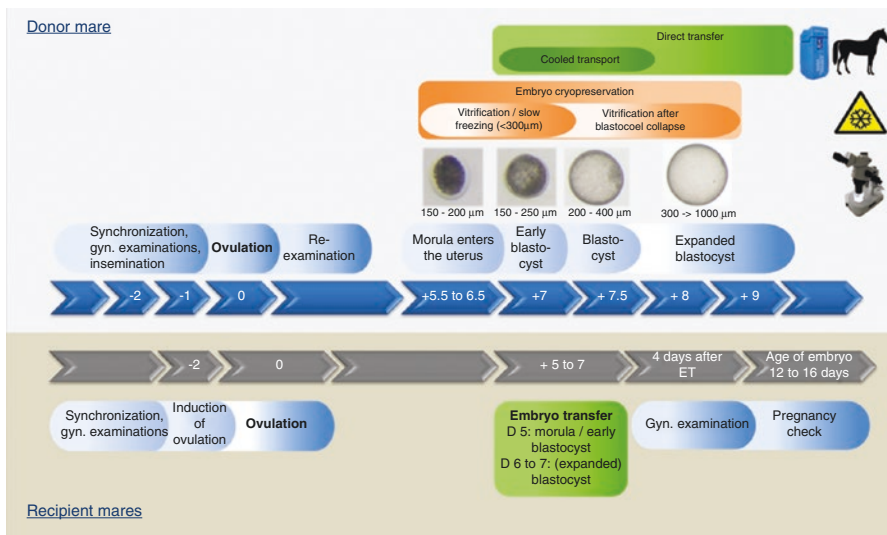 Donor mare
Direct transfer
Cooled transport
Embryo cryopreservation
Vitrification / slow
freezing (<300µm)
Vitrification after
blastocoel collapse
150 - 200 µm
150 - 250 µm
200 - 400 µm
300 -> 1000 µm
Synchronization,
gyn. examinations,
insemination
Ovulation
Re-
examination
Morula enters
the uterus
Early
blasto-
cyst
Blasto-
cyst
Expanded
blastocyst
-2
-1
0
+5.5 to 6.5
+7
+ 7.5
+ 8
+ 9
-2
0
+ 5 to 7
4 days after
ET
Age of embryo
12 to 16 days
Synchronization,
gyn. examinations
Induction
of
ovulation
Ovulation
Embryo transfer
D 5: morula / early
blastocyst
D 6 to 7: (expanded)
blastocyst
Gyn. examination
Pregnancy
check
Recipient mares